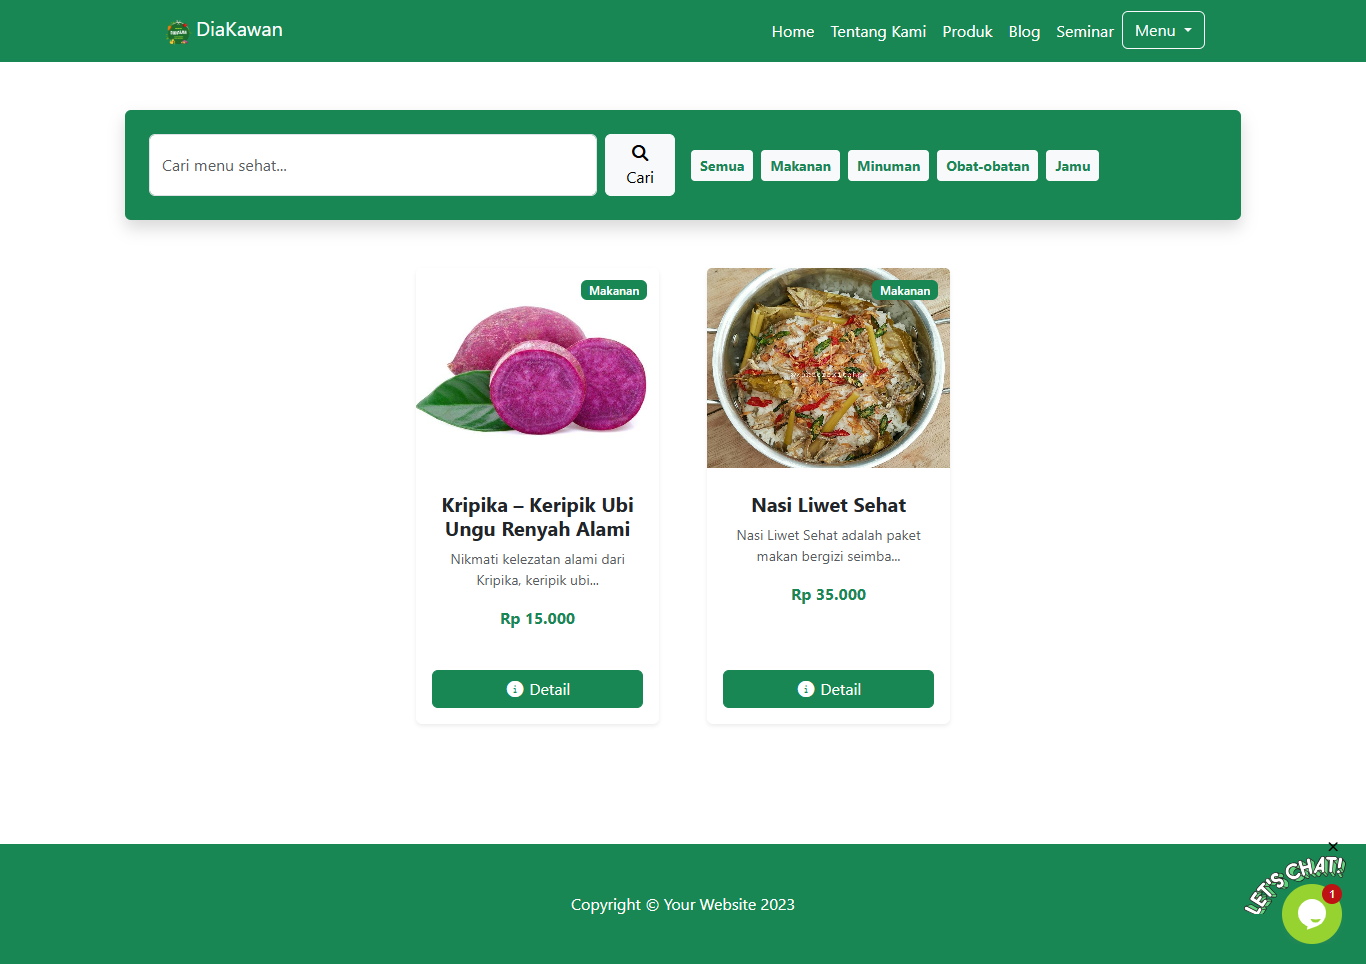 DiaKawan
Home
Tentang Kami
Produk
Blog
Seminar
Menu
Cari menu sehat...
Cari
Semua
Makanan
Minuman
Obat-obatan
Jamu
Makanan
Kripika – Keripik Ubi
Ungu Renyah Alami
Nikmati kelezatan alami dari
Kripika, keripik ubi...
Rp 15.000
Detail
Makanan
Nasi Liwet Sehat
Nasi Liwet Sehat adalah paket
makan bergizi seimba...
Rp 35.000
Detail
Copyright © Your Website 2023
LET'S CHAT!
1